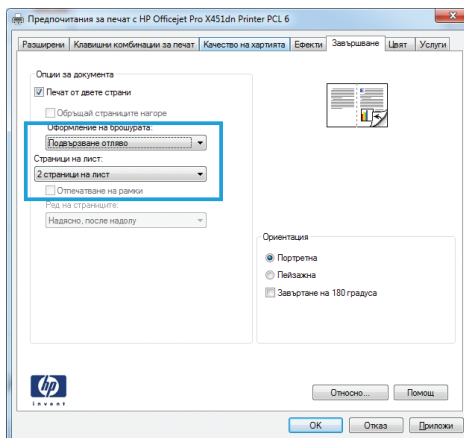 Предпочитания за печат с HP Officejet Pro X451dn Printer PCL 6
Разширени Клавишни комбинации за печат Качество на хартията Ефекти Завършване Цвят Услуги
Опции за документа
Печат от двете страни
Обръщай страниците нагоре
Оформление на брошурата:
Подвързване отляво
Страници на лист:
2 страници на лист
Отпечатване на рамки
Ред на страниците:
Надясно, после надолу
Ориентация
Портретна
Пейзажна
Завъртане на 180 градуса
hp
invent
Относно... Помощ
OK Отказ Приложи